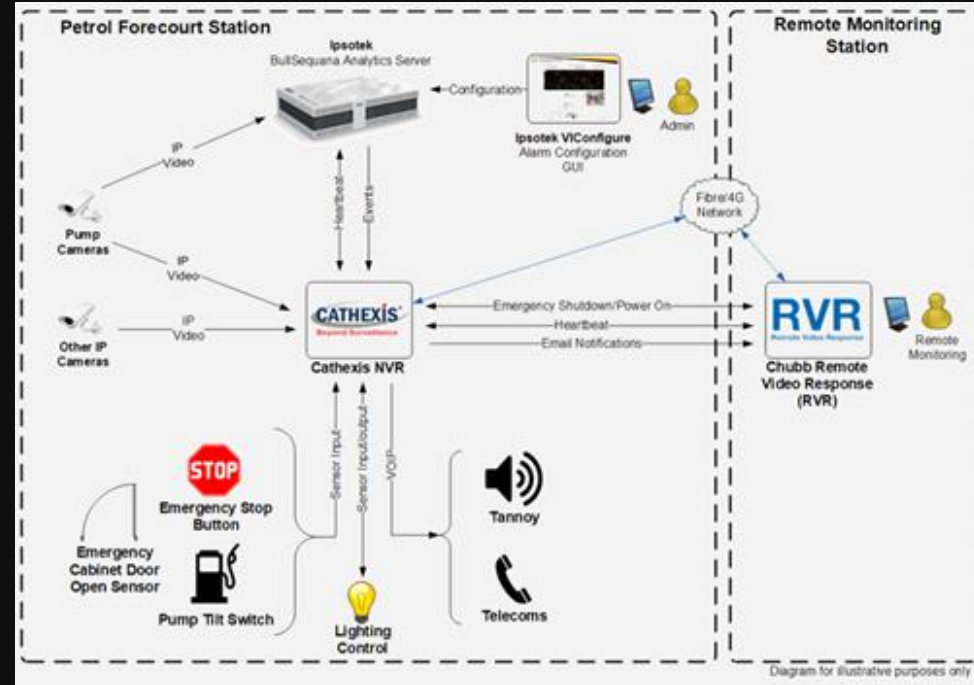 Petrol Forecourt Station
Remote Monitoring
Station
Ipsotek
BullSequana Analytics Server
Configuration
Ipsotek VIConfigure
Alarm Configuration
GUI
Admin
IP
Video
Heartbeat
Events
Fibre/4G
Network
Pump
Cameras
IP
Video
Other IP
Cameras
IP
Video
CATHEXIS
Beyond Surveillance
Cathexis NVR
Emergency Shutdown/Power On
Heartbeat
Email Notifications
RVR
Remote Video Response
Chubb Remote
Video Response
(RVR)
Remote
Monitoring
Sensor Input
Sensor Input/output
VOIP
STOP
Emergency Stop
Button
Emergency
Cabinet Door
Open Sensor
Pump Tilt Switch
Lighting
Control
Tannoy
Telecoms
Diagram for illustrative purposes only